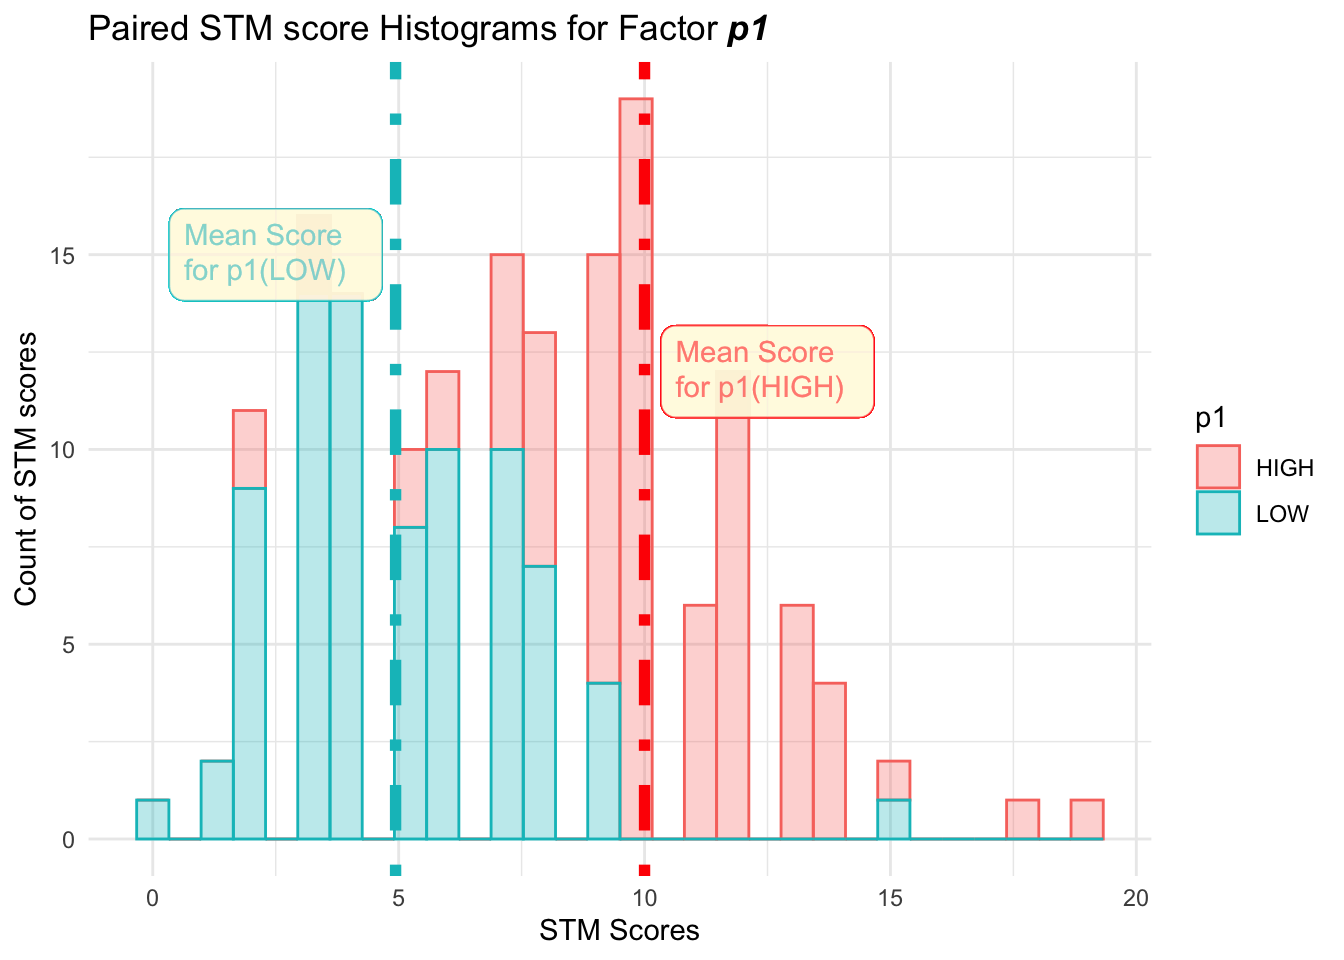 Paired STM score Histograms for Factor p1
Count of STM scores
15
10
5
0
Mean Score
for p1(LOW)
Mean Score
for p1(HIGH)
0 5 10 15 20
STM Scores
p1
HIGH
LOW